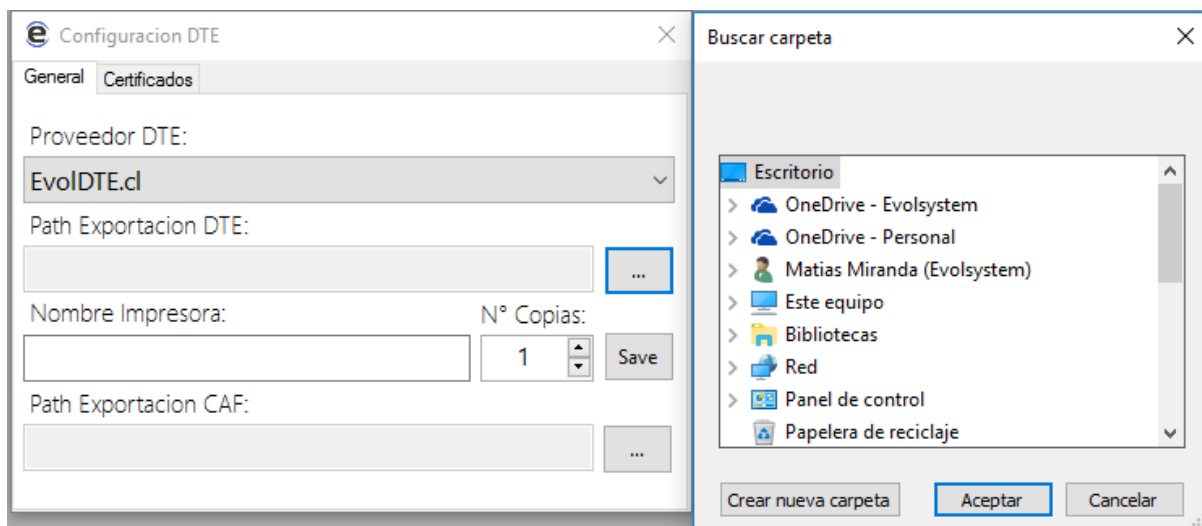 Configuracion DTE
General Certificados
Proveedor DTE:
EvolDTE.cl
Path Exportacion DTE:
...
Nombre Impresora: N° Copias:
1 Save
Path Exportacion CAF:
...
Buscar carpeta
Escritorio
OneDrive - Evolsystem
OneDrive - Personal
Matias Miranda (Evolsystem)
Este equipo
Bibliotecas
Red
Panel de control
Papelera de reciclaje
Crear nueva carpeta Aceptar Cancelar